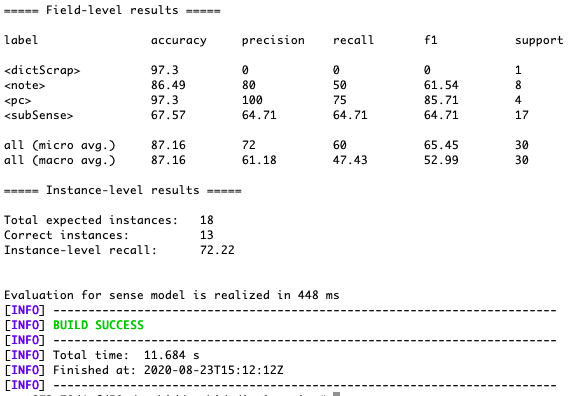 ===== Field-level results =====
label accuracy precision recall f1 support
<dictScrap> 97.3 0 0 0 1
<note> 86.49 80 50 61.54 8
<pc> 97.3 100 75 85.71 4
<subSense> 67.57 64.71 64.71 64.71 17
all (micro avg.) 87.16 72 60 65.45 30
all (macro avg.) 87.16 61.18 47.43 52.99 30
===== Instance-level results =====
Total expected instances: 18
Correct instances: 13
Instance-level recall: 72.22
Evaluation for sense model is realized in 448 ms
[INFO] ------------------------------------------------------------------------
[INFO] BUILD SUCCESS
[INFO] ------------------------------------------------------------------------
[INFO] Total time: 11.684 s
[INFO] Finished at: 2020-08-23T15:12:12Z
[INFO] ------------------------------------------------------------------------